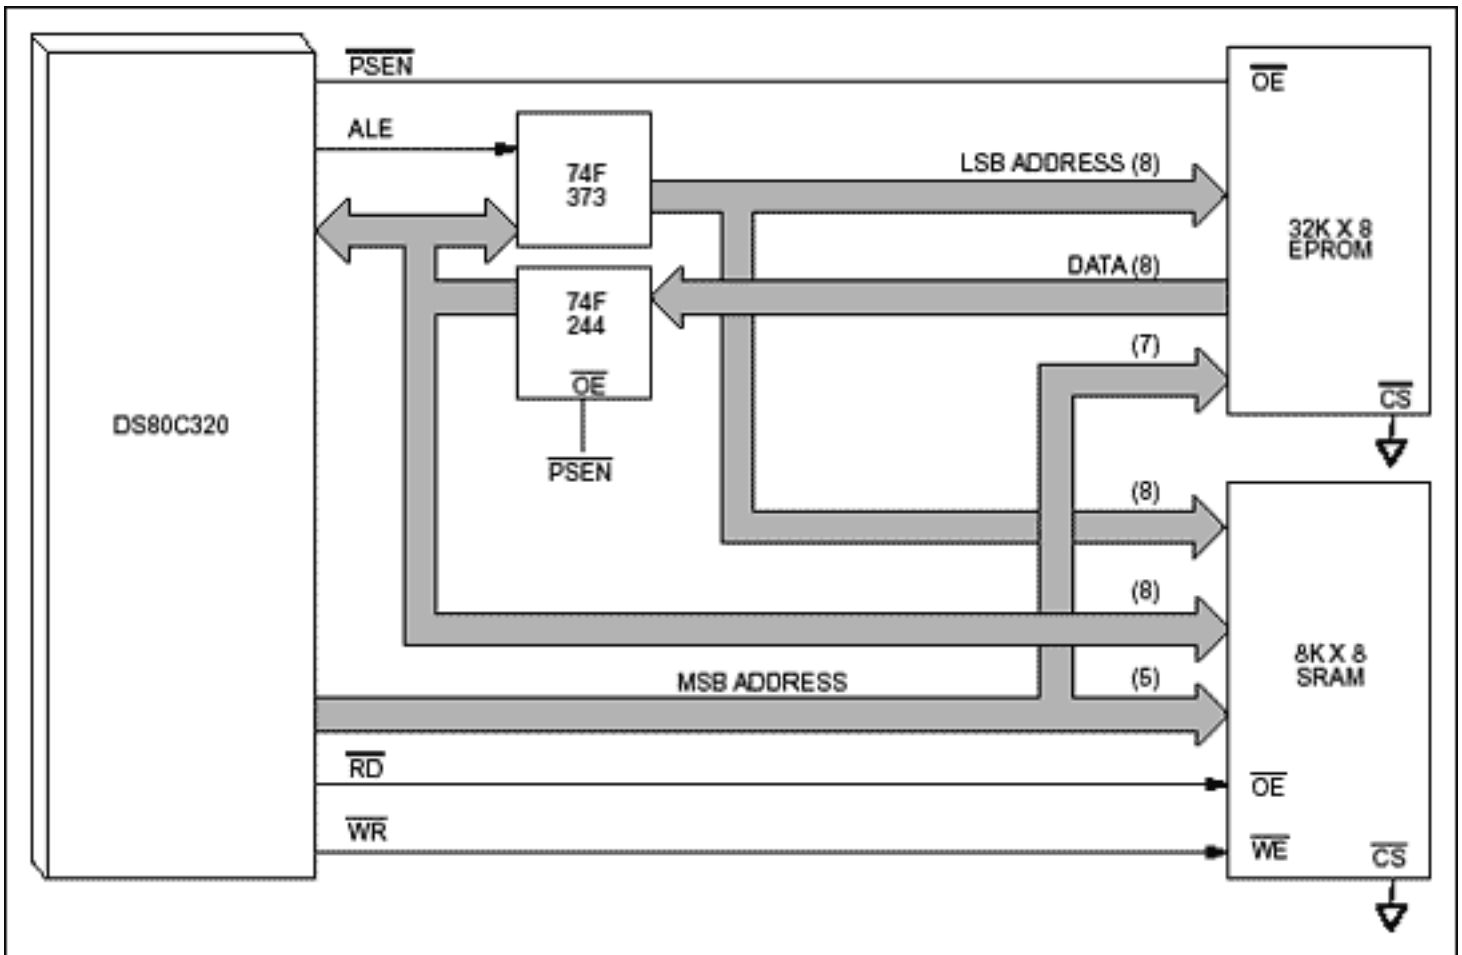 PSEN
OE
ALE
74F
373
LSB ADDRESS (8)
32K X 8
EPROM
DATA (8)
74F
244
OE
(7)
CS
DS80C320
PSEN
(8)
(8)
8K X 8
SRAM
MSB ADDRESS
(5)
RD
OE
WR
WE
CS